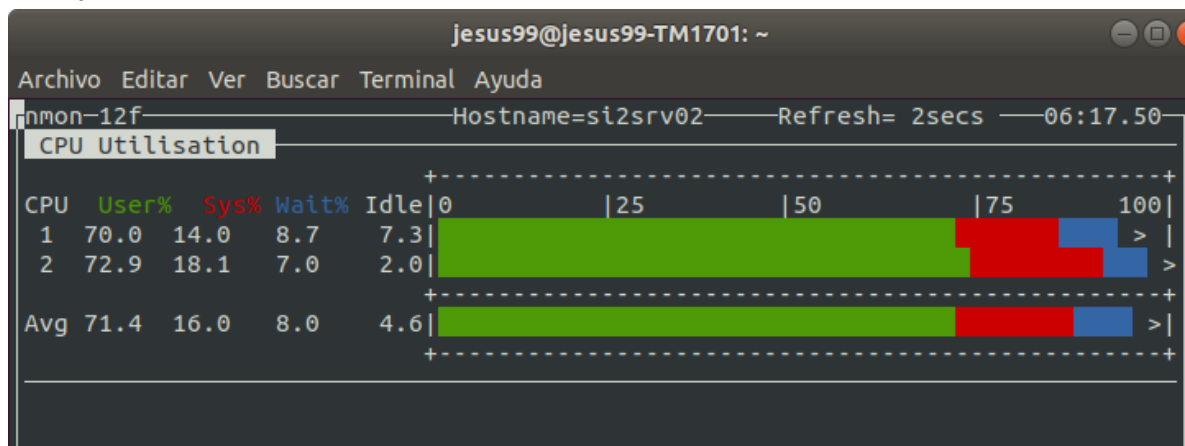 jesus99@jesus99-TM1701: ~
Archivo Editar Ver Buscar Terminal Ayuda
nmon─12f─────────Hostname=si2srv02─────Refresh= 2secs ───06:17.50─
CPU Utilisation
+-------------------------------------------------+
CPU User% Sys% Wait% Idle|0 |25 |50 |75 100|
1 70.0 14.0 8.7 7.3| > |
2 72.9 18.1 7.0 2.0| >
+-------------------------------------------------+
Avg 71.4 16.0 8.0 4.6| >|
+-------------------------------------------------+